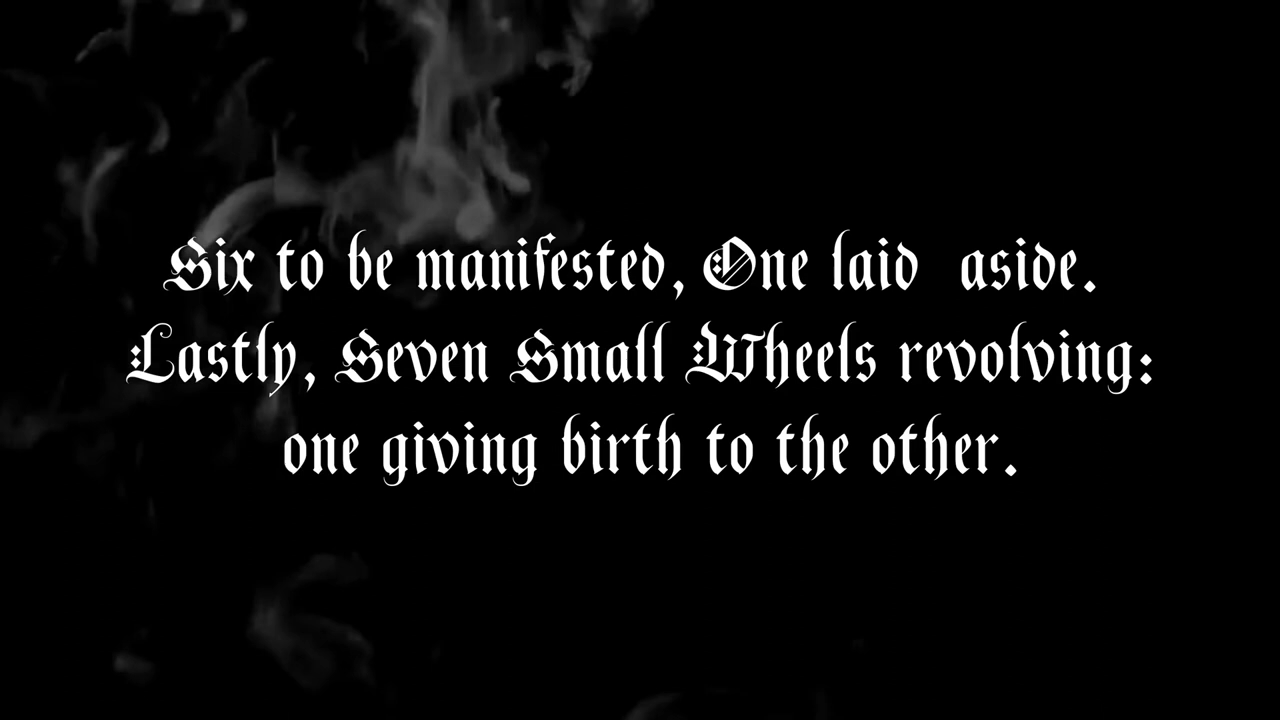 Six to be manifested, One laid  aside.
Lastly, Seven Small Wheels revolving:
one giving birth to the other.